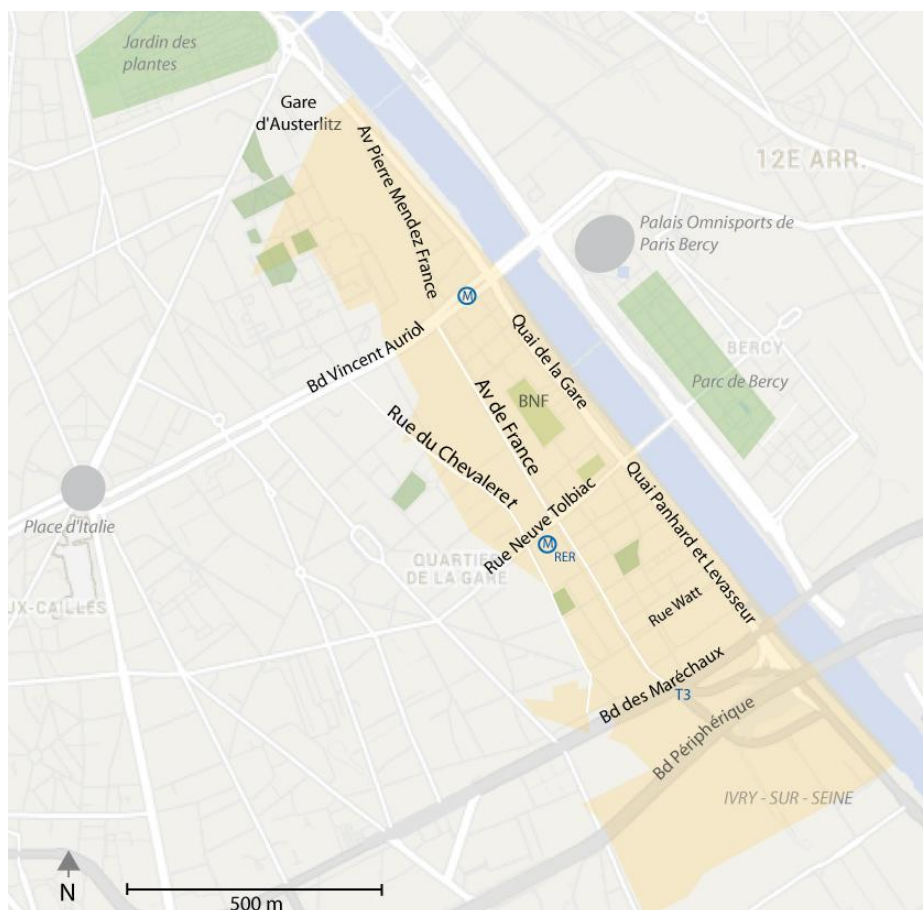 Jardin des
plantes
Gare
d'Austerlitz
Av Pierre Mendez France
12E ARR.
Palais Omnisports de
Paris Bercy
M
Bd Vincent Auriol
Quai de la Gare
BERCY
Parc de Bercy
Av de France
BNF
Rue du Chevaleret
Quai Panhard et Levasseur
Place d'Italie
Rue Neuve Tolbiac
M
RER
QUARTIER
DE LA GARE
UX-CAILLES
Rue Watt
Bd des Maréchaux
T3
Bd Périphérique
IVRY - SUR - SEINE
N
500 m